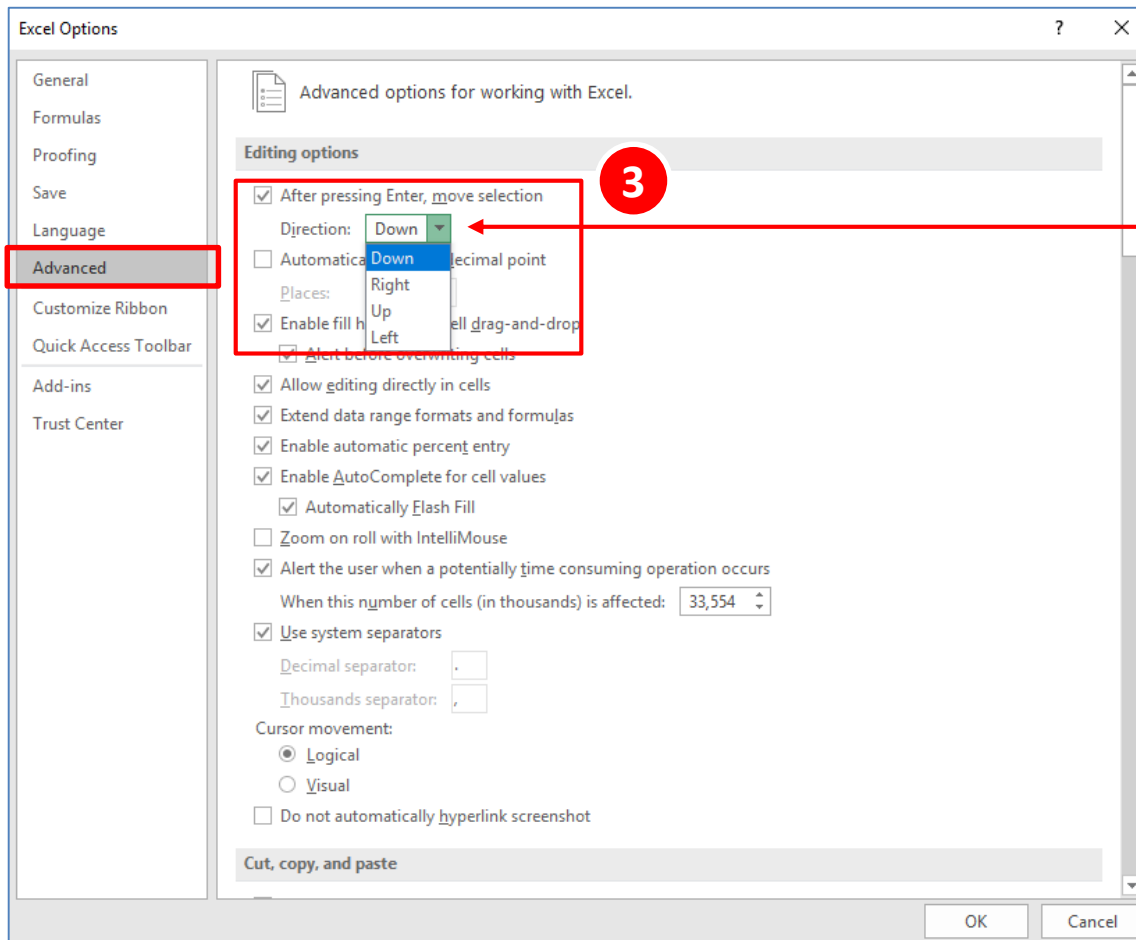 Excel Options
?
General
Formulas
Proofing
Save
Language
Advanced
Customize Ribbon
Quick Access Toolbar
Add-ins
Trust Center
Advanced options for working with Excel.
Editing options
3
After pressing Enter, move selection
Direction: Down
Down
Right
Up
Left
decimal point
Places:
Enable fill drag-and-drop
Alert before overwriting cells
Allow editing directly in cells
Extend data range formats and formulas
Enable automatic percent entry
Enable AutoComplete for cell values
Automatically Flash Fill
Zoom on roll with IntelliMouse
Alert the user when a potentially time consuming operation occurs
When this number of cells (in thousands) is affected: 33,554
Use system separators
Decimal separator: .
Thousands separator: ,
Cursor movement:
Logical
Visual
Do not automatically hyperlink screenshot
Cut, copy, and paste
OK Cancel